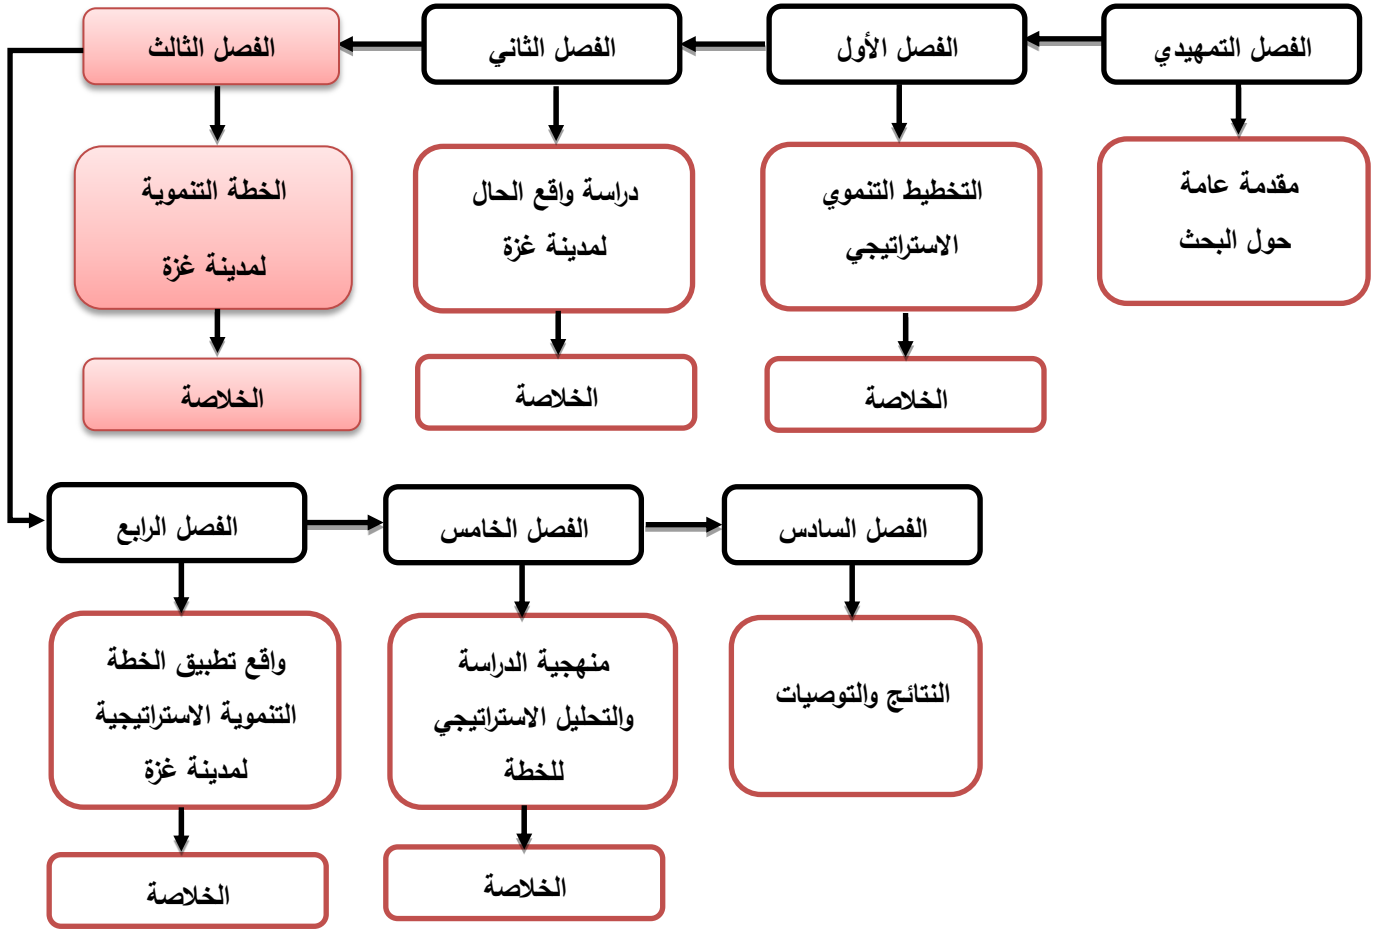 الفصل التمهيدي
الفصل الأول
الفصل الثاني
الفصل الثالث
مقدمة عامة
حول البحث
التخطيط التنموي
الاستراتيجي
دراسة واقع الحال
لمدينة غزة
الخطة التنموية
لمدينة غزة
الخلاصة
الخلاصة
الخلاصة
الفصل الرابع
الفصل الخامس
الفصل السادس
واقع تطبيق الخطة
التنموية الاستراتيجية
لمدينة غزة
منهجية الدراسة
والتحليل الاستراتيجي
للخطة
النتائج والتوصيات
الخلاصة
الخلاصة